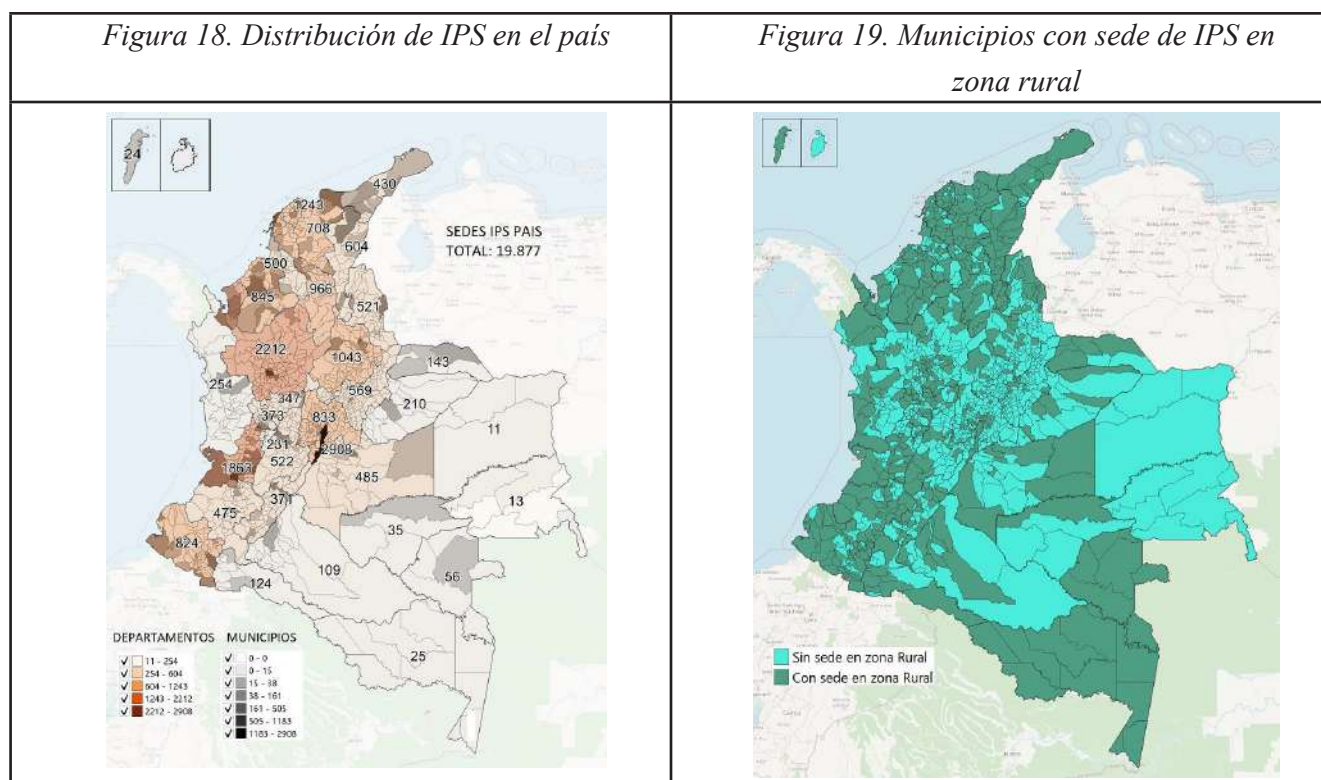 Figura 18. Distribución de IPS en el país
Figura 19. Municipios con sede de IPS en
zona rural
24
430
1243
708
SEDES IPS PAIS
TOTAL: 19.877
604
500
966
845
521
2212
1043
143
254
569
347
210
373
833
11
231
2908
522
1863
485
371
13
475
35
824
109
56
124
25
DEPARTAMENTOS
11 - 254
254 - 604
604 - 1243
1243 - 2212
2212 - 2908
MUNICIPIOS
0 - 0
0 - 15
15 - 38
38 - 161
161 - 505
505 - 1183
1183 - 2908
Sin sede en zona Rural
Con sede en zona Rural